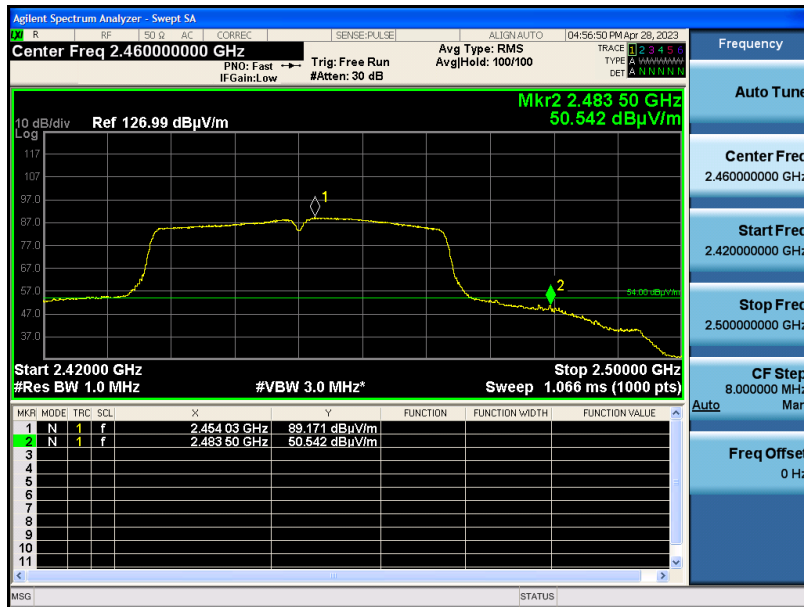 Agilent Spectrum Analyzer - Swept SA
LXI R RF 50 Ω AC CORREC SENSE:PULSE ALIGN AUTO 04:56:50 PM Apr 28, 2023
Center Freq 2.460000000 GHz
PNO: Fast
IFGain:Low
Trig: Free Run
#Atten: 30 dB
Avg Type: RMS
Avg|Hold: 100/100
TRACE 1 2 3 4 5 6
TYPE A WWWWW
DET A N N N N N
Mkr2 2.483 50 GHz
50.542 dBµV/m
10 dB/div Ref 126.99 dBµV/m
Log
117
107
97.0
87.0
77.0
67.0
57.0
47.0
37.0
1
2
54.00 dBµV/m
Start 2.42000 GHz Stop 2.50000 GHz
#Res BW 1.0 MHz #VBW 3.0 MHz* Sweep 1.066 ms (1000 pts)
MKR MODE TRC SCL X Y FUNCTION FUNCTION WIDTH FUNCTION VALUE
1 N 1 f 2.454 03 GHz 89.171 dBµV/m
2 N 1 f 2.483 50 GHz 50.542 dBµV/m
3
4
5
6
7
8
9
10
11
MSG STATUS
Frequency
Auto Tune
Center Freq
2.460000000 GHz
Start Freq
2.420000000 GHz
Stop Freq
2.500000000 GHz
CF Step
8.000000 MHz
Auto Man
Freq Offset
0 Hz